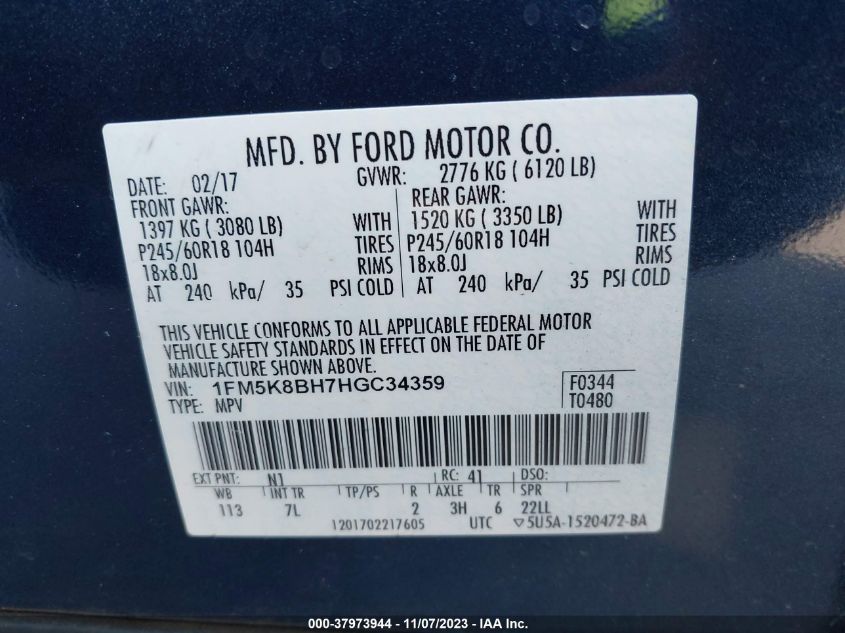 MFD. BY FORD MOTOR CO.
DATE: 02/17 GVWR: 2776 KG ( 6120 LB)
FRONT GAWR: REAR GAWR:
1397 KG ( 3080 LB) WITH 1520 KG ( 3350 LB) WITH
P245/60R18 104H TIRES P245/60R18 104H TIRES
18x8.0J RIMS 18x8.0J RIMS
AT 240 kPa/ 35 PSI COLD AT 240 kPa/ 35 PSI COLD
THIS VEHICLE CONFORMS TO ALL APPLICABLE FEDERAL MOTOR
VEHICLE SAFETY STANDARDS IN EFFECT ON THE DATE OF
MANUFACTURE SHOWN ABOVE.
VIN: 1FM5K8BH7HGC34359 F0344
TYPE: MPV T0480
EXT PNT: N1 RC: 41 DSO:
WB INT TR TP/PS R AXLE TR SPR
113 7L 2 3H 6 22LL
1201702217605 UTC ▽5U5A-1520472-BA
000-37973944 - 11/07/2023 - IAA Inc.